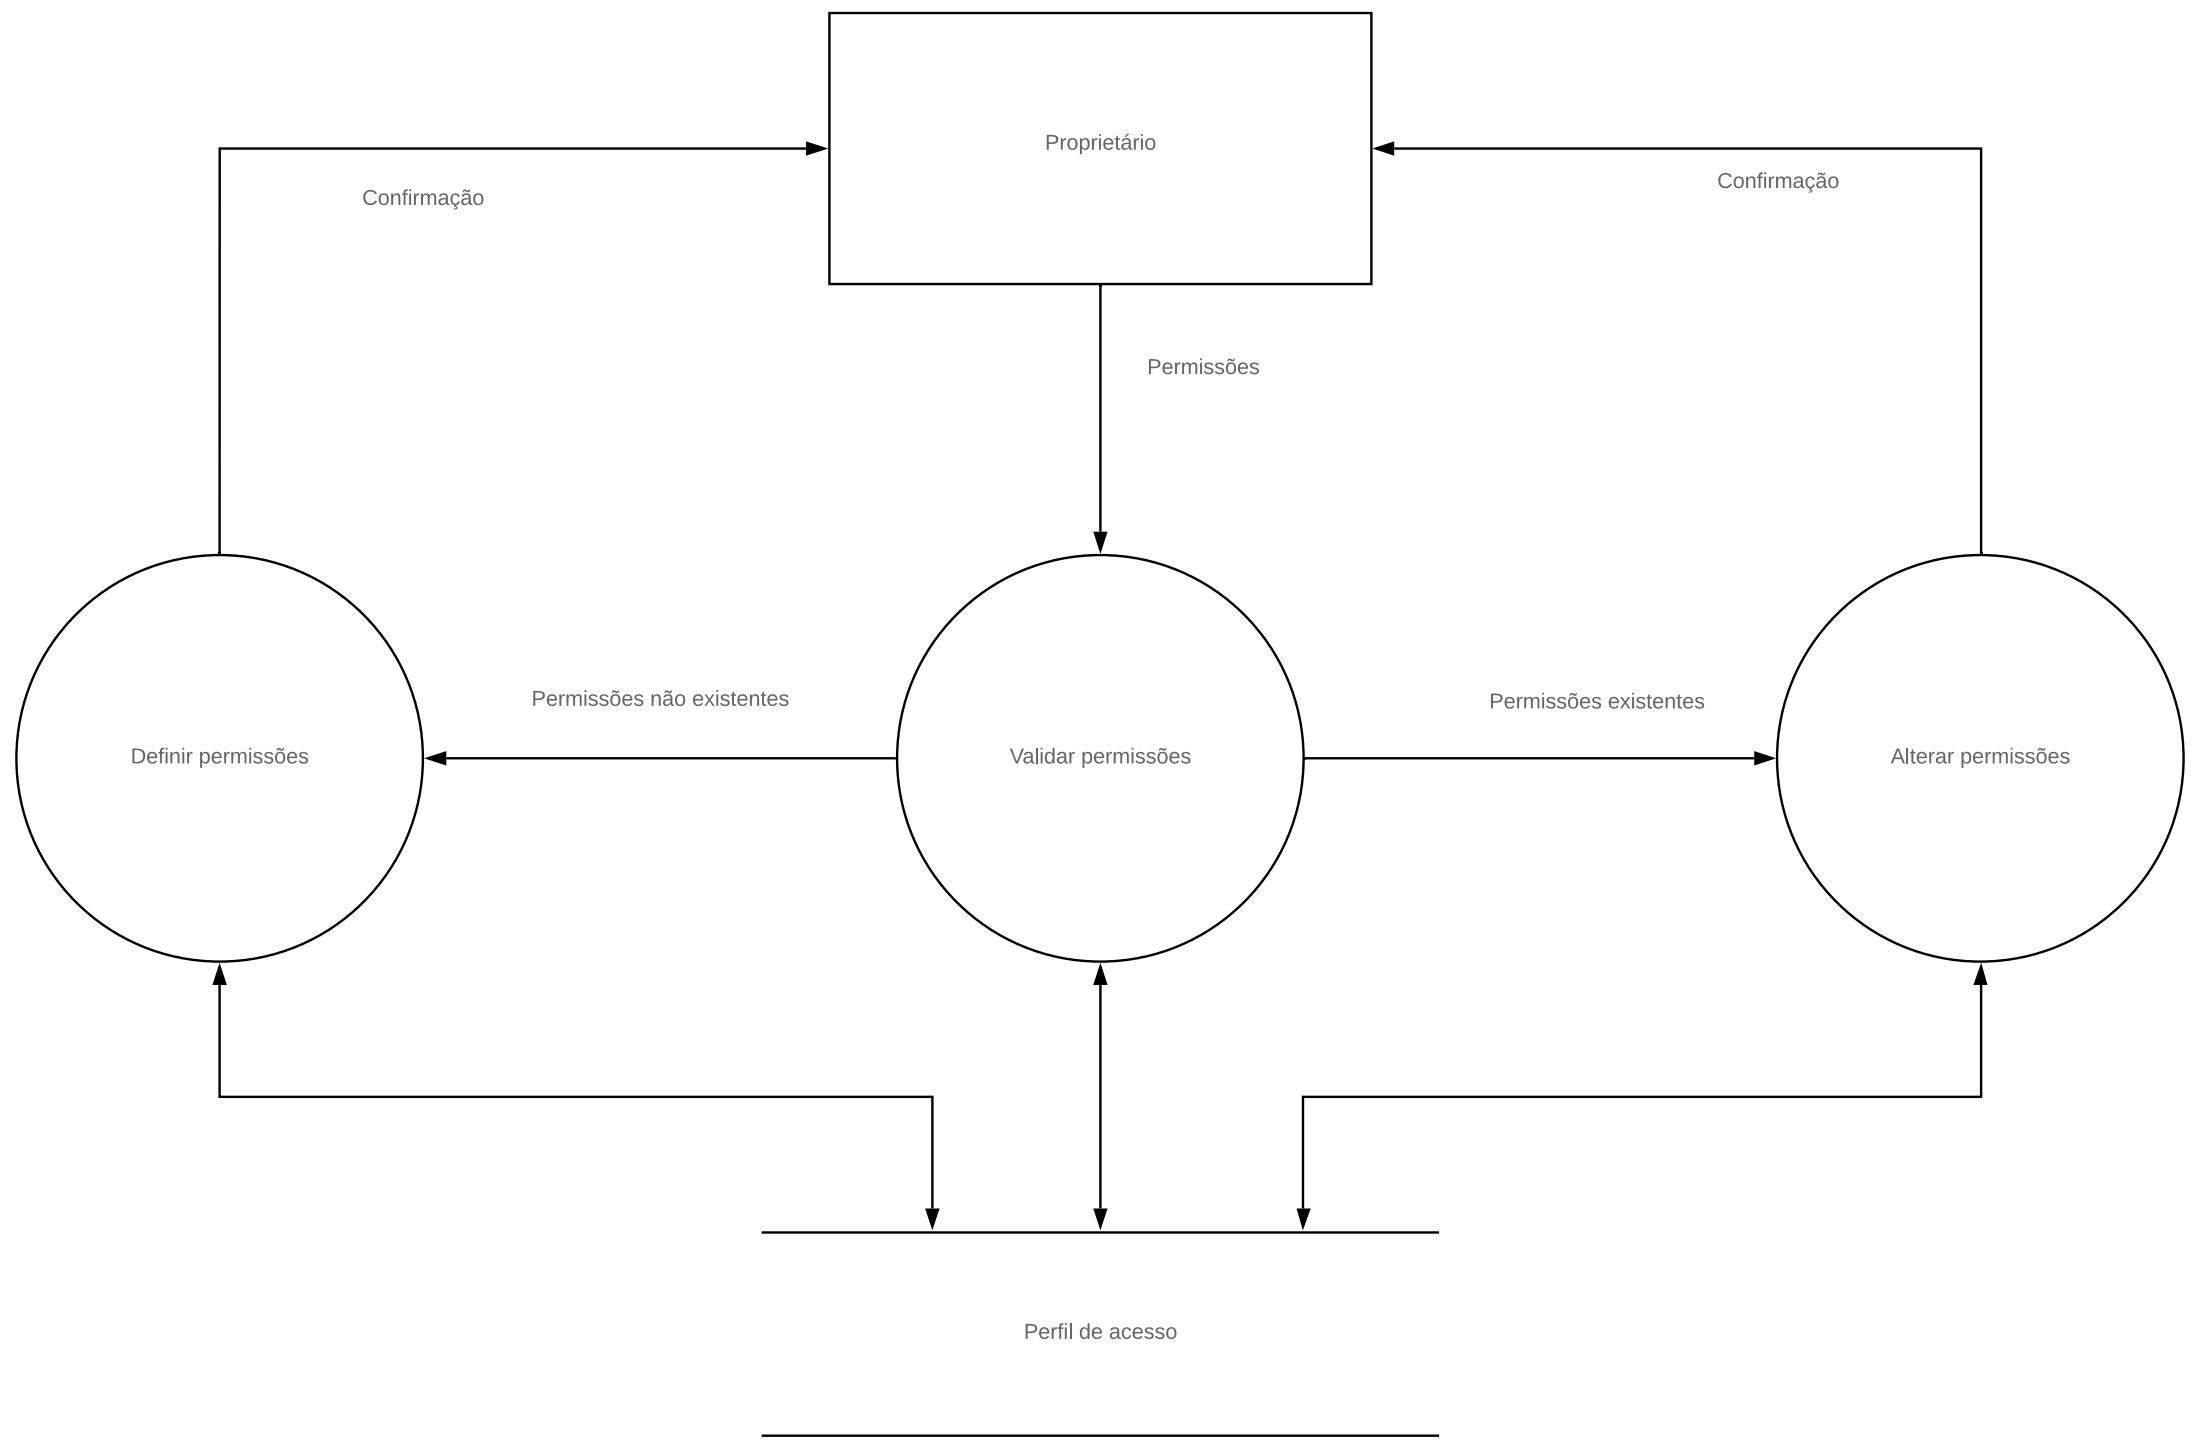 Proprietário
Confirmação
Confirmação
Permissões
Permissões não existentes
Permissões existentes
Definir permissões
Validar permissões
Alterar permissões
Perfil de acesso